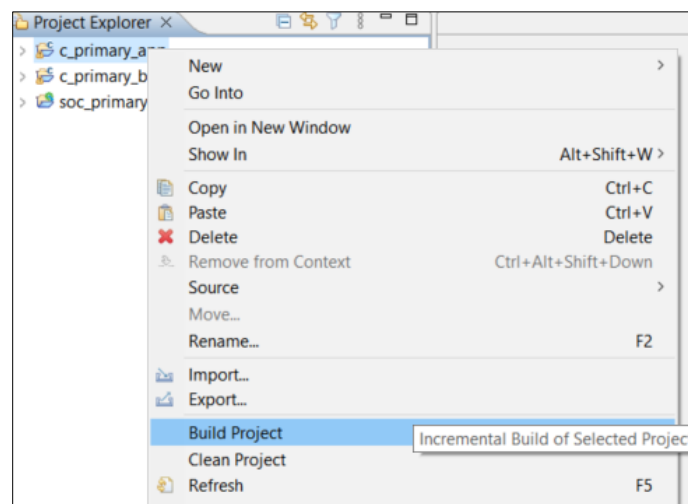 Project Explorer
c_primary_app
c_primary_b
soc_primary
New
Go Into
Open in New Window
Show In Alt+Shift+W
Copy Ctrl+C
Paste Ctrl+V
Delete Delete
Remove from Context Ctrl+Alt+Shift+Down
Source
Move...
Rename... F2
Import...
Export...
Build Project
Incremental Build of Selected Projec
Clean Project
Refresh F5